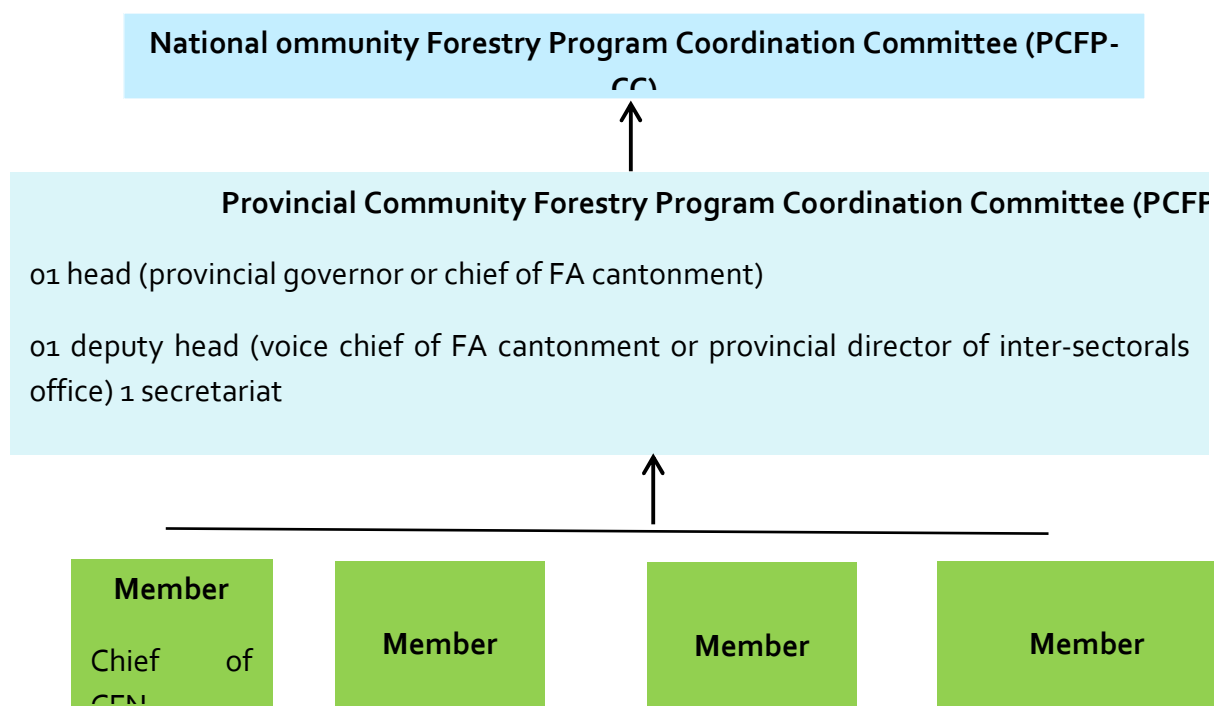 National ommunity Forestry Program Coordination Committee (PCFP-
CC)
Provincial Community Forestry Program Coordination Committee (PCFP
01 head (provincial governor or chief of FA cantonment)
01 deputy head (voice chief of FA cantonment or provincial director of inter-sectorals
office) 1 secretariat
Member
Chief of
Member
Member
Member